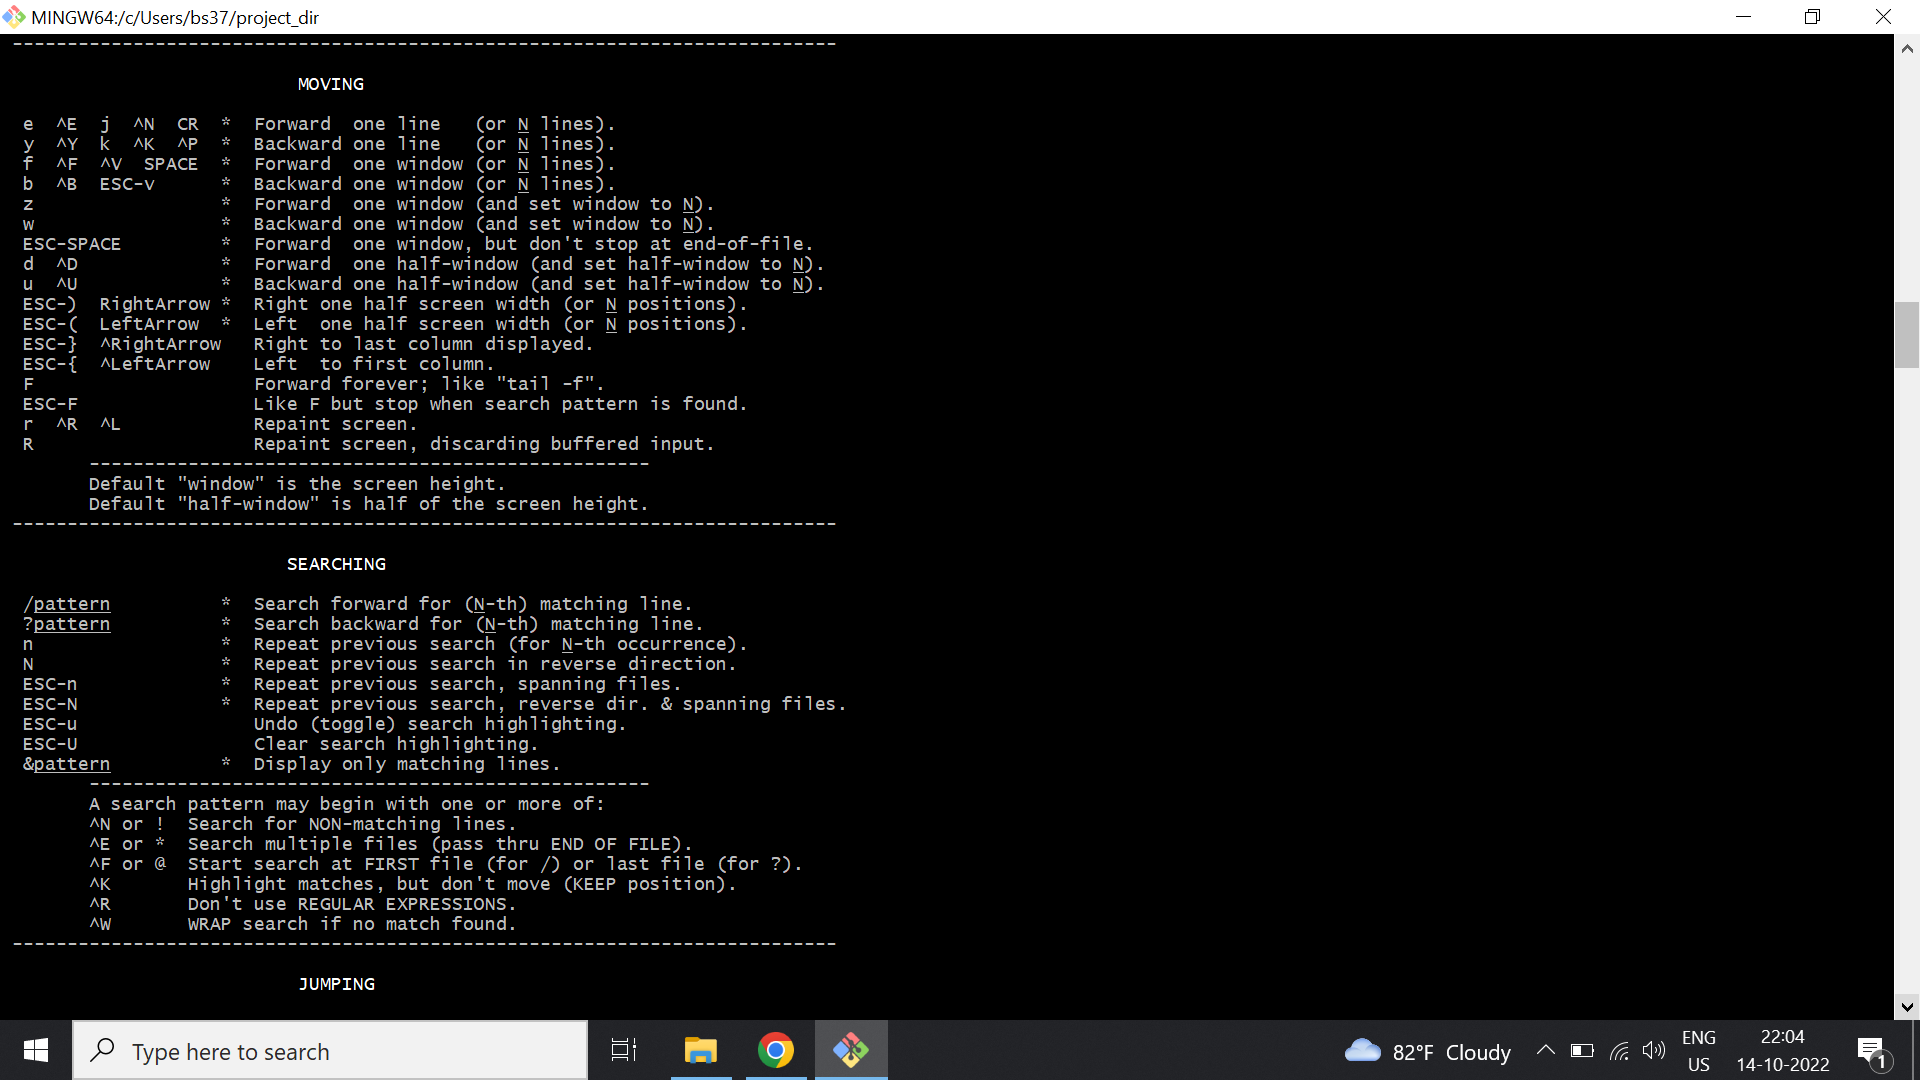 MINGW64:/c/Users/bs37/project_dir
---------------------------------------------------------------------------
MOVING
e  ^E  j  ^N  CR  *  Forward  one line   (or N lines).
y  ^Y  k  ^K  ^P  *  Backward one line   (or N lines).
f  ^F  ^V  SPACE  *  Forward  one window (or N lines).
b  ^B  ESC-v      *  Backward one window (or N lines).
z                 *  Forward  one window (and set window to N).
w                 *  Backward one window (and set window to N).
ESC-SPACE         *  Forward  one window, but don't stop at end-of-file.
d  ^D             *  Forward  one half-window (and set half-window to N).
u  ^U             *  Backward one half-window (and set half-window to N).
ESC-)  RightArrow *  Right one half screen width (or N positions).
ESC-(  LeftArrow  *  Left  one half screen width (or N positions).
ESC-}  ^RightArrow   Right to last column displayed.
ESC-{  ^LeftArrow    Left  to first column.
F                    Forward forever; like "tail -f".
ESC-F                Like F but stop when search pattern is found.
r  ^R  ^L            Repaint screen.
R                    Repaint screen, discarding buffered input.
---------------------------------------------------
Default "window" is the screen height.
Default "half-window" is half of the screen height.
---------------------------------------------------------------------------
SEARCHING
/pattern          *  Search forward for (N-th) matching line.
?pattern          *  Search backward for (N-th) matching line.
n                 *  Repeat previous search (for N-th occurrence).
N                 *  Repeat previous search in reverse direction.
ESC-n             *  Repeat previous search, spanning files.
ESC-N             *  Repeat previous search, reverse dir. & spanning files.
ESC-u                Undo (toggle) search highlighting.
ESC-U                Clear search highlighting.
&pattern          *  Display only matching lines.
---------------------------------------------------
A search pattern may begin with one or more of:
^N or !  Search for NON-matching lines.
^E or *  Search multiple files (pass thru END OF FILE).
^F or @  Start search at FIRST file (for /) or last file (for ?).
^K       Highlight matches, but don't move (KEEP position).
^R       Don't use REGULAR EXPRESSIONS.
^W       WRAP search if no match found.
---------------------------------------------------------------------------
JUMPING
Type here to search
82°F Cloudy
ENG
US
22:04
14-10-2022
1